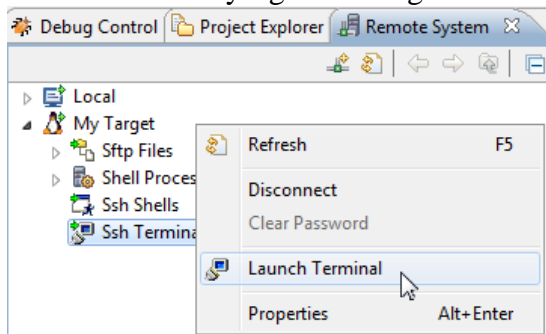 Debug Control Project Explorer Remote System
Local
My Target
Sftp Files
Shell Proces
Ssh Shells
Ssh Termina
Refresh F5
Disconnect
Clear Password
Launch Terminal
Properties Alt+Enter